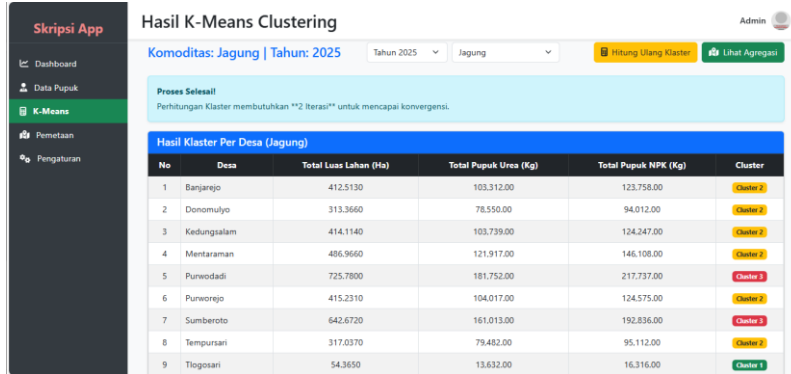 Skripsi App
Dashboard
Data Pupuk
K-Means
Pemetaan
Pengaturan
Hasil K-Means Clustering
Admin
Komoditas: Jagung | Tahun: 2025
Tahun 2025
Jagung
Hitung Ulang Klaster
Lihat Agregasi
Proses Selesai!
Perhitungan Klaster membutuhkan **2 Iterasi** untuk mencapai konvergensi.
Hasil Klaster Per Desa (Jagung)
No Desa Total Luas Lahan (Ha) Total Pupuk Urea (Kg) Total Pupuk NPK (Kg) Cluster
1 Banjarejo 412.5130 103,312.00 123,758.00 Cluster 2
2 Donomulyo 313.3660 78,550.00 94,012.00 Cluster 2
3 Kedungsalam 414.1140 103,739.00 124,247.00 Cluster 2
4 Mentaraman 486.9660 121,917.00 146,108.00 Cluster 2
5 Purwodadi 725.7800 181,752.00 217,737.00 Cluster 3
6 Purworejo 415.2310 104,017.00 124,575.00 Cluster 2
7 Sumberoto 642.6720 161,013.00 192,836.00 Cluster 3
8 Tempursari 317.0370 79,482.00 95,112.00 Cluster 2
9 Tlogosari 54.3650 13,632.00 16,316.00 Cluster 1